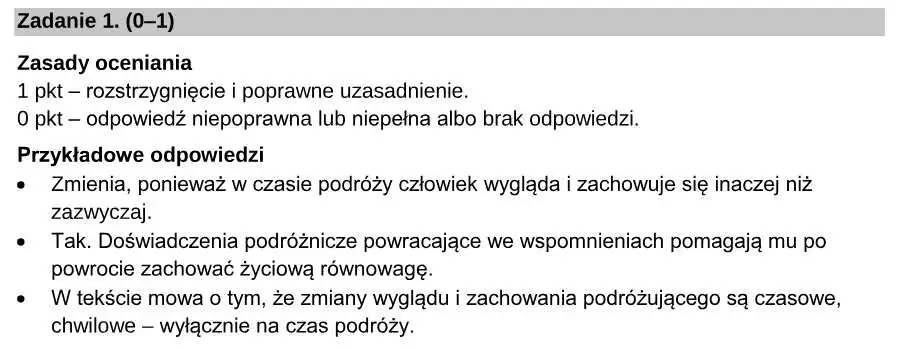 Zadanie 1. (0–1)
Zasady oceniania
1 pkt – rozstrzygnięcie i poprawne uzasadnienie.
0 pkt – odpowiedź niepoprawna lub niepełna albo brak odpowiedzi.
Przykładowe odpowiedzi
• Zmienia, ponieważ w czasie podróży człowiek wygląda i zachowuje się inaczej niż
zazwyczaj.
• Tak. Doświadczenia podróżnicze powracające we wspomnieniach pomagają mu po
powrocie zachować życiową równowagę.
• W tekście mowa o tym, że zmiany wyglądu i zachowania podróżującego są czasowe,
chwilowe – wyłącznie na czas podróży.